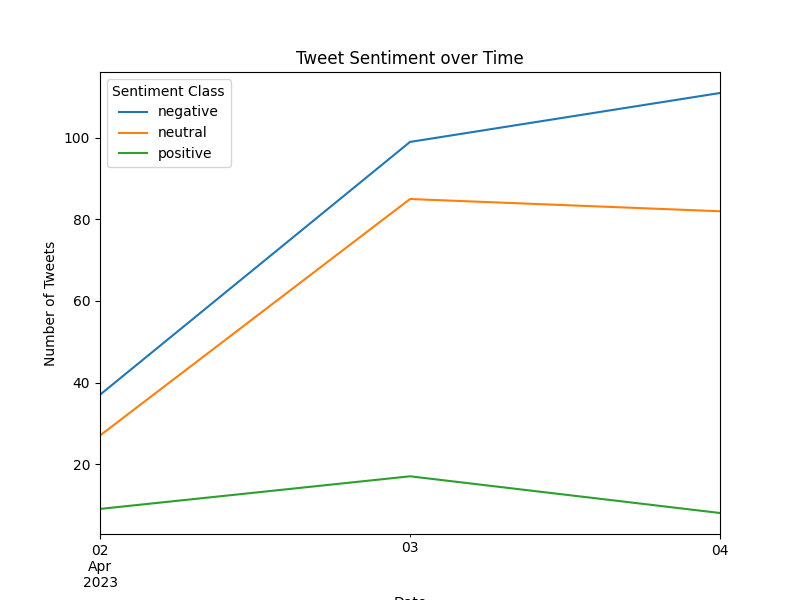 Tweet Sentiment over Time
Sentiment Class
negative
neutral
positive
Number of Tweets
100
80
60
40
20
02
Apr
2023
03
04
Date